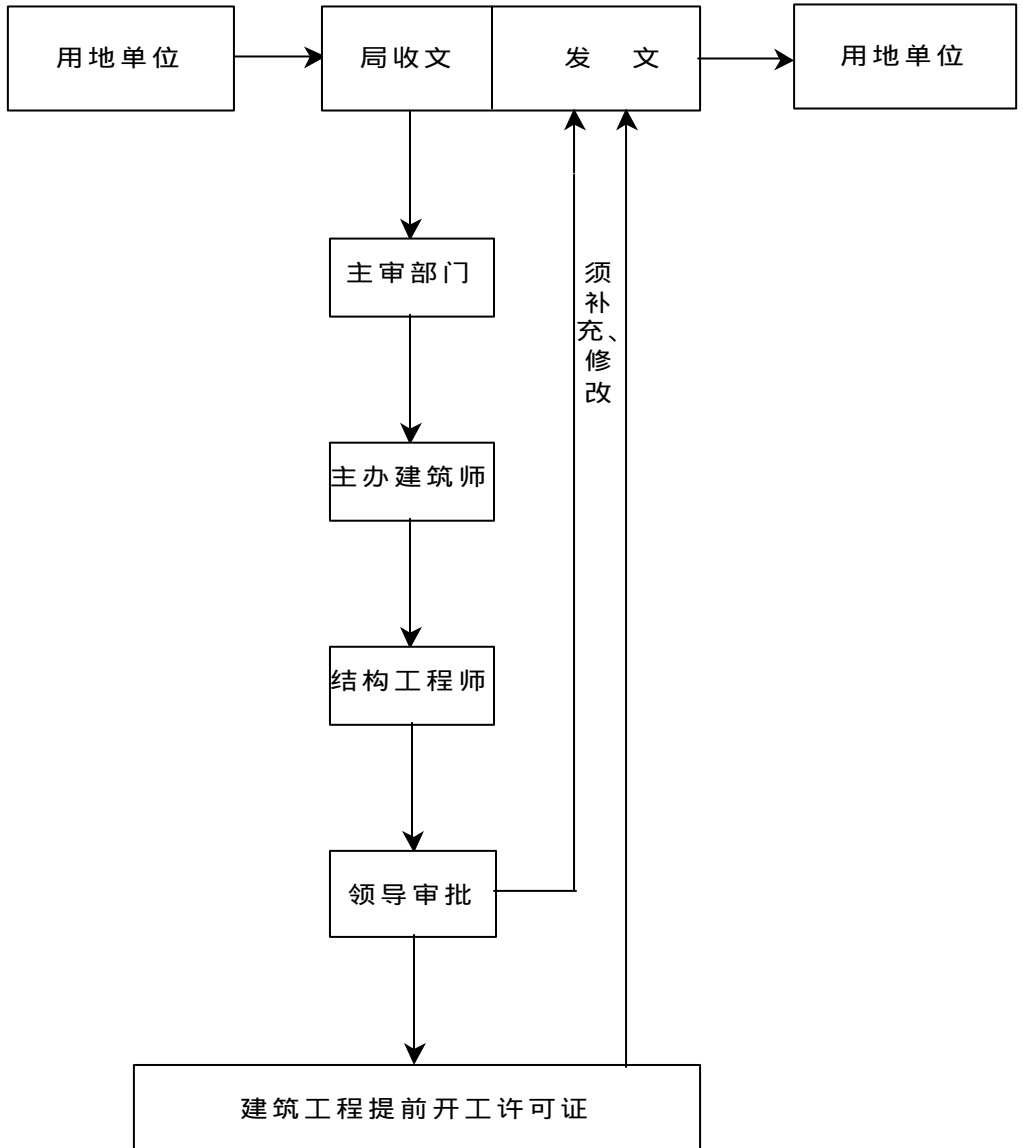 用地单位
局收文
发 文
用地单位
主审部门
须
补
充、
修
改
主办建筑师
结构工程师
领导审批
建筑工程提前开工许可证